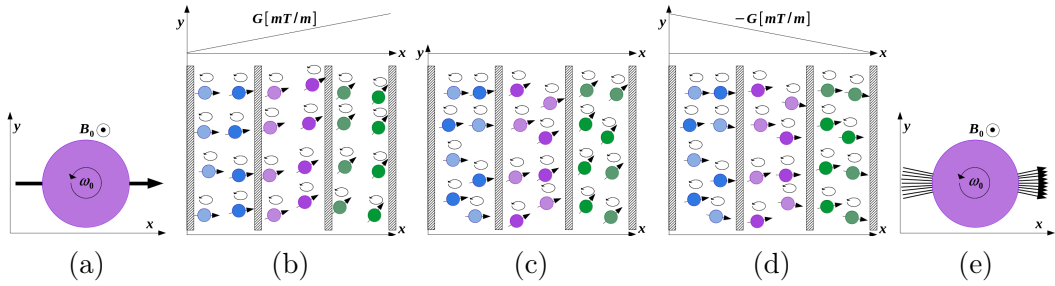 y
B₀
ω₀
x
(a)
y
G[mT/m]
x
x
(b)
y
x
x
(c)
y
−G[mT/m]
x
x
(d)
y
B₀
ω₀
x
(e)